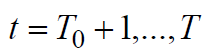 t = T₀ + 1,..., T